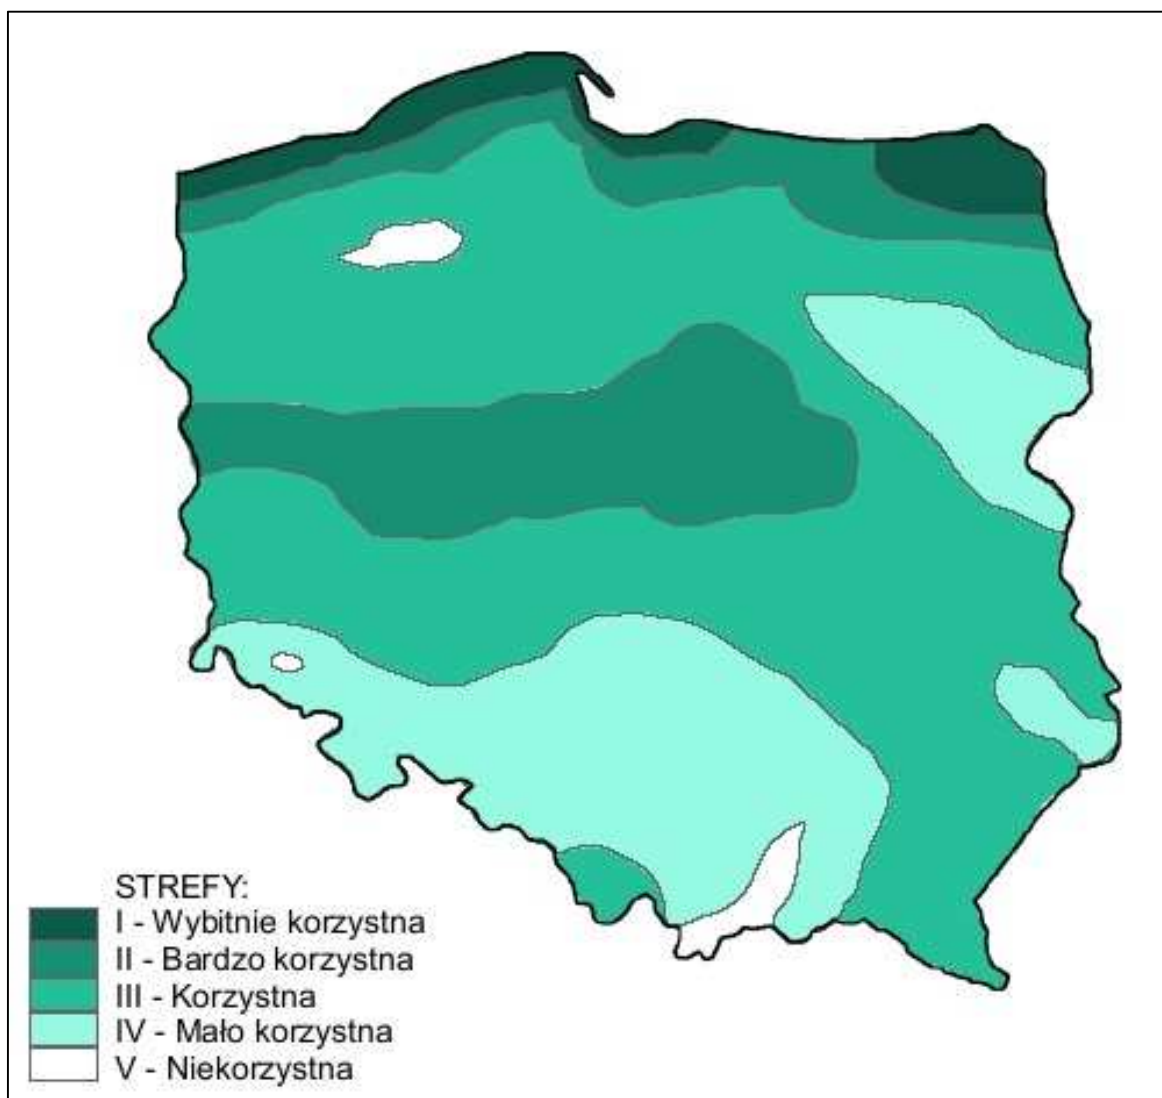 STREFY:
I - Wybitnie korzystna
II - Bardzo korzystna
III - Korzystna
IV - Mało korzystna
V - Niekorzystna